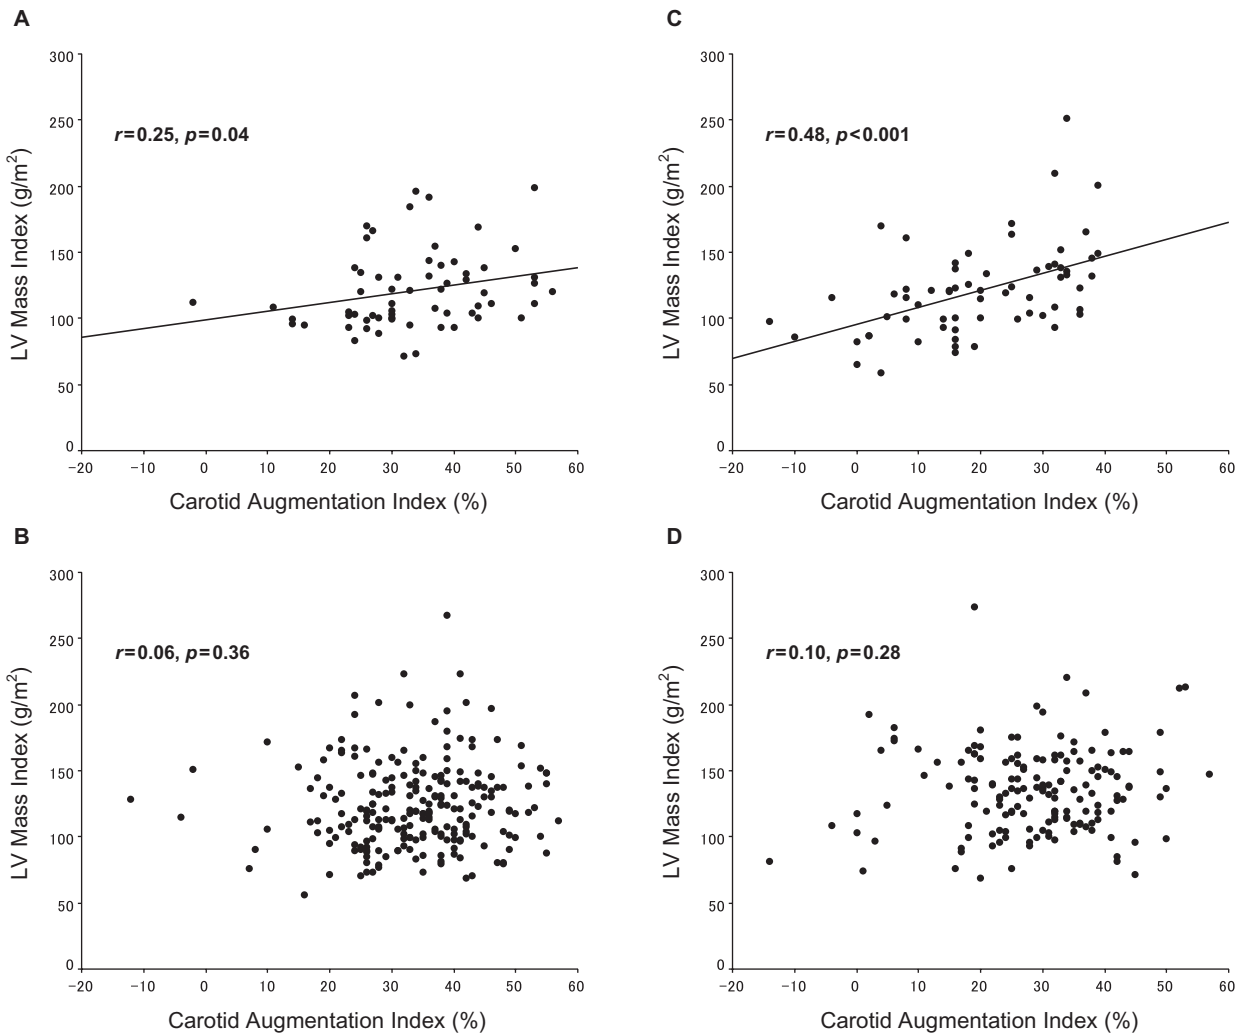 A
300
250
200
150
100
50
0
r=0.25, p=0.04
LV Mass Index (g/m²)
−20 −10 0 10 20 30 40 50 60
Carotid Augmentation Index (%)
C
300
250
200
150
100
50
0
r=0.48, p<0.001
LV Mass Index (g/m²)
−20 −10 0 10 20 30 40 50 60
Carotid Augmentation Index (%)
B
300
250
200
150
100
50
0
r=0.06, p=0.36
LV Mass Index (g/m²)
−20 −10 0 10 20 30 40 50 60
Carotid Augmentation Index (%)
D
300
250
200
150
100
50
0
r=0.10, p=0.28
LV Mass Index (g/m²)
−20 −10 0 10 20 30 40 50 60
Carotid Augmentation Index (%)